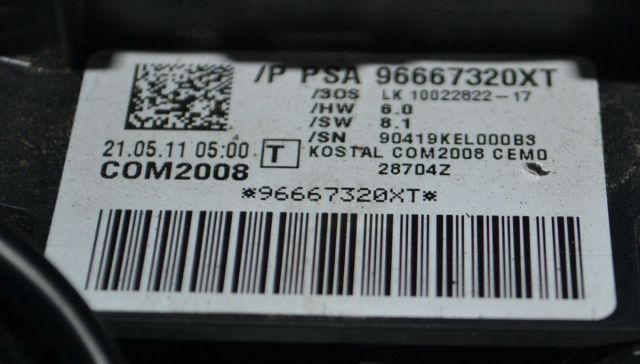 /P PSA 96667320XT
/3OS LK 10022822-17
/HW 6.0
/SW 8.1
/SN 90419KEL000B3
21.05.11 05:00 T KOSTAL COM2008 CEM0
COM2008 28704Z
*96667320XT*